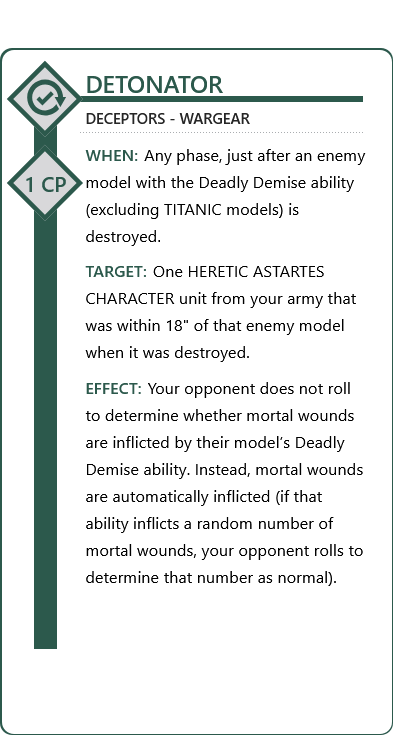 DETONATOR
DECEPTORS - WARGEAR
WHEN: Any phase, just after an enemy
1 CP
model with the Deadly Demise ability
(excluding TITANIC models) is
destroyed.
TARGET: One HERETIC ASTARTES
CHARACTER unit from your army that
was within 18" of that enemy model
when it was destroyed.
EFFECT: Your opponent does not roll
to determine whether mortal wounds
are inflicted by their model’s Deadly
Demise ability. Instead, mortal wounds
are automatically inflicted (if that
ability inflicts a random number of
mortal wounds, your opponent rolls to
determine that number as normal).